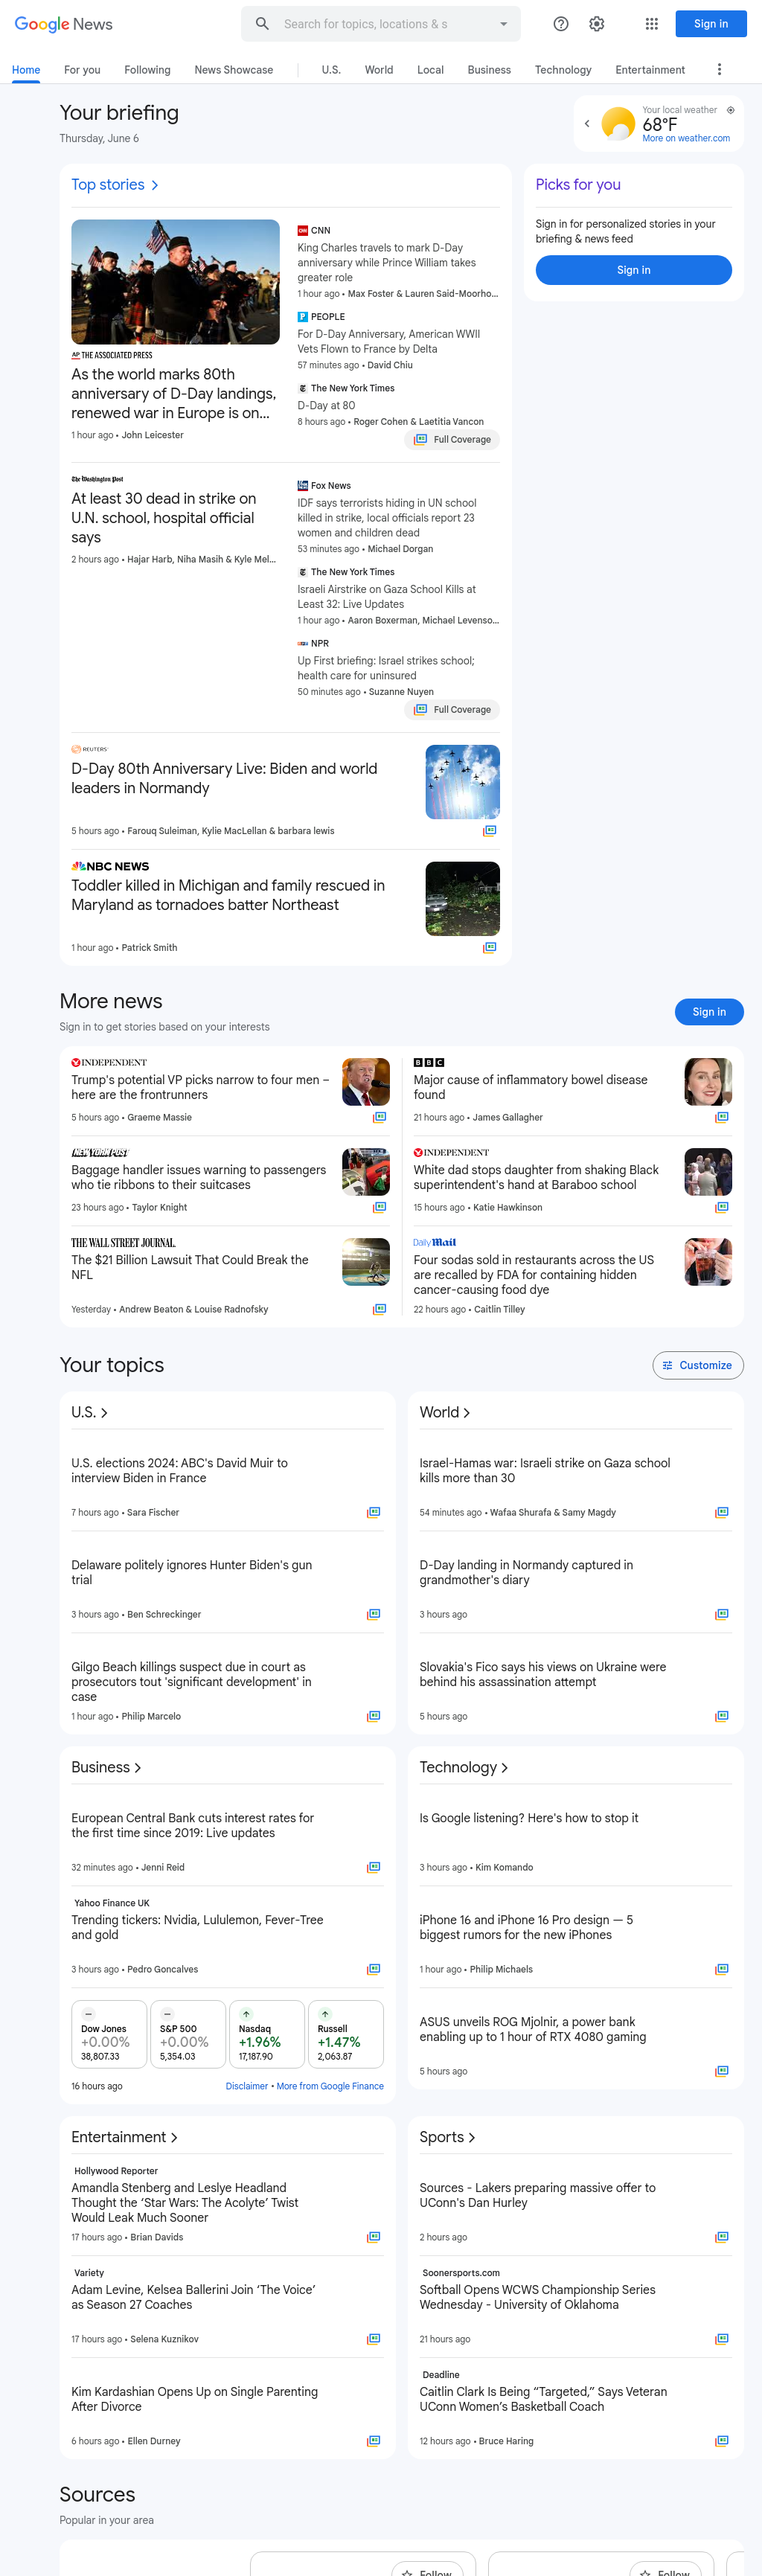 Google News
Search for topics, locations & s
Sign in
Home
For you
Following
News Showcase
U.S.
World
Local
Business
Technology
Entertainment
Your briefing
Thursday, June 6
Your local weather
68°F
More on weather.com
Top stories
THE ASSOCIATED PRESS
As the world marks 80th
anniversary of D-Day landings,
renewed war in Europe is on...
1 hour ago • John Leicester
CNN
King Charles travels to mark D-Day
anniversary while Prince William takes
greater role
1 hour ago • Max Foster & Lauren Said-Moorho...
PEOPLE
For D-Day Anniversary, American WWII
Vets Flown to France by Delta
57 minutes ago • David Chiu
The New York Times
D-Day at 80
8 hours ago • Roger Cohen & Laetitia Vancon
Full Coverage
Picks for you
Sign in for personalized stories in your
briefing & news feed
Sign in
The Washington Post
At least 30 dead in strike on
U.N. school, hospital official
says
2 hours ago • Hajar Harb, Niha Masih & Kyle Mel...
Fox News
IDF says terrorists hiding in UN school
killed in strike, local officials report 23
women and children dead
53 minutes ago • Michael Dorgan
The New York Times
Israeli Airstrike on Gaza School Kills at
Least 32: Live Updates
1 hour ago • Aaron Boxerman, Michael Levenso...
NPR
Up First briefing: Israel strikes school;
health care for uninsured
50 minutes ago • Suzanne Nuyen
Full Coverage
REUTERS
D-Day 80th Anniversary Live: Biden and world
leaders in Normandy
5 hours ago • Farouq Suleiman, Kylie MacLellan & barbara lewis
NBC NEWS
Toddler killed in Michigan and family rescued in
Maryland as tornadoes batter Northeast
1 hour ago • Patrick Smith
More news
Sign in to get stories based on your interests
Sign in
INDEPENDENT
Trump's potential VP picks narrow to four men –
here are the frontrunners
5 hours ago • Graeme Massie
BBC
Major cause of inflammatory bowel disease
found
21 hours ago • James Gallagher
NEW YORK POST
Baggage handler issues warning to passengers
who tie ribbons to their suitcases
23 hours ago • Taylor Knight
INDEPENDENT
White dad stops daughter from shaking Black
superintendent's hand at Baraboo school
15 hours ago • Katie Hawkinson
THE WALL STREET JOURNAL.
The $21 Billion Lawsuit That Could Break the
NFL
Yesterday • Andrew Beaton & Louise Radnofsky
Daily Mail
Four sodas sold in restaurants across the US
are recalled by FDA for containing hidden
cancer-causing food dye
22 hours ago • Caitlin Tilley
Your topics
Customize
U.S.
U.S. elections 2024: ABC's David Muir to
interview Biden in France
7 hours ago • Sara Fischer
Delaware politely ignores Hunter Biden's gun
trial
3 hours ago • Ben Schreckinger
Gilgo Beach killings suspect due in court as
prosecutors tout 'significant development' in
case
1 hour ago • Philip Marcelo
World
Israel-Hamas war: Israeli strike on Gaza school
kills more than 30
54 minutes ago • Wafaa Shurafa & Samy Magdy
D-Day landing in Normandy captured in
grandmother's diary
3 hours ago
Slovakia's Fico says his views on Ukraine were
behind his assassination attempt
5 hours ago
Business
European Central Bank cuts interest rates for
the first time since 2019: Live updates
32 minutes ago • Jenni Reid
Yahoo Finance UK
Trending tickers: Nvidia, Lululemon, Fever-Tree
and gold
3 hours ago • Pedro Goncalves
Dow Jones
+0.00%
38,807.33
S&P 500
+0.00%
5,354.03
Nasdaq
+1.96%
17,187.90
Russell
+1.47%
2,063.87
16 hours ago
Disclaimer • More from Google Finance
Technology
Is Google listening? Here's how to stop it
3 hours ago • Kim Komando
iPhone 16 and iPhone 16 Pro design — 5
biggest rumors for the new iPhones
1 hour ago • Philip Michaels
ASUS unveils ROG Mjolnir, a power bank
enabling up to 1 hour of RTX 4080 gaming
5 hours ago
Entertainment
Hollywood Reporter
Amandla Stenberg and Leslye Headland
Thought the ‘Star Wars: The Acolyte’ Twist
Would Leak Much Sooner
17 hours ago • Brian Davids
Variety
Adam Levine, Kelsea Ballerini Join ‘The Voice’
as Season 27 Coaches
17 hours ago • Selena Kuznikov
Kim Kardashian Opens Up on Single Parenting
After Divorce
6 hours ago • Ellen Durney
Sports
Sources - Lakers preparing massive offer to
UConn's Dan Hurley
2 hours ago
Soonersports.com
Softball Opens WCWS Championship Series
Wednesday - University of Oklahoma
21 hours ago
Deadline
Caitlin Clark Is Being “Targeted,” Says Veteran
UConn Women’s Basketball Coach
12 hours ago • Bruce Haring
Sources
Popular in your area
Follow
Follow